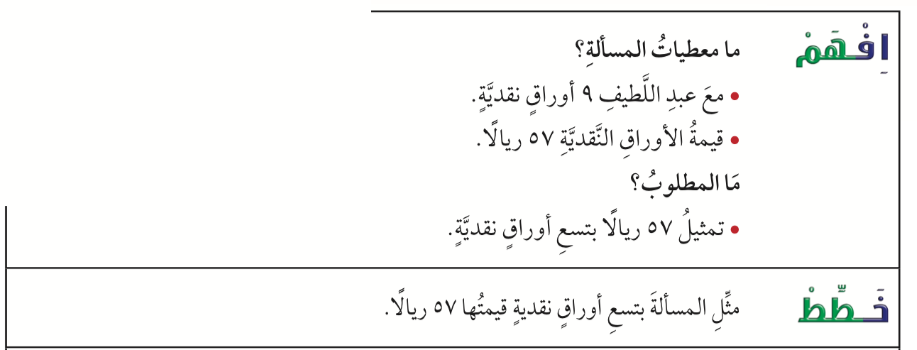 اِفْهَمْ
ما معطياتُ المسألةِ؟
• معَ عبدِ اللَّطيفِ ٩ أوراقٍ نقديَّةٍ.
• قيمةُ الأوراقِ النَّقديَّةِ ٥٧ ريالًا.
مَا المطلوبُ؟
• تمثيلُ ٥٧ ريالًا بتسعِ أوراقٍ نقديَّةٍ.
خَطِّطْ
مثِّلِ المسألةَ بتسعِ أوراقٍ نقديةٍ قيمتُها ٥٧ ريالًا.